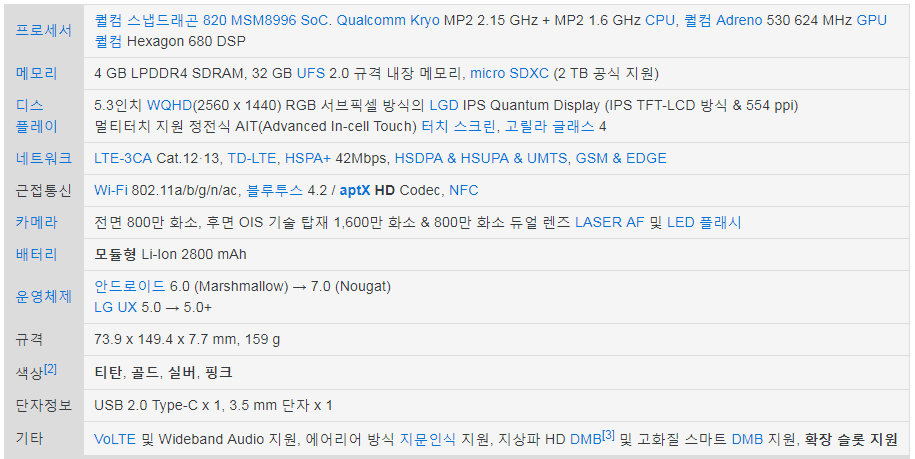 프로세서
퀄컴 스냅드래곤 820 MSM8996 SoC. Qualcomm Kryo MP2 2.15 GHz + MP2 1.6 GHz CPU, 퀄컴 Adreno 530 624 MHz GPU
퀄컴 Hexagon 680 DSP
메모리
4 GB LPDDR4 SDRAM, 32 GB UFS 2.0 규격 내장 메모리, micro SDXC (2 TB 공식 지원)
디스
플레이
5.3인치 WQHD(2560 x 1440) RGB 서브픽셀 방식의 LGD IPS Quantum Display (IPS TFT-LCD 방식 & 554 ppi)
멀티터치 지원 정전식 AIT(Advanced In-cell Touch) 터치 스크린, 고릴라 글래스 4
네트워크
LTE-3CA Cat.12·13, TD-LTE, HSPA+ 42Mbps, HSDPA & HSUPA & UMTS, GSM & EDGE
근접통신
Wi-Fi 802.11a/b/g/n/ac, 블루투스 4.2 / aptX HD Codec, NFC
카메라
전면 800만 화소, 후면 OIS 기술 탑재 1,600만 화소 & 800만 화소 듀얼 렌즈 LASER AF 및 LED 플래시
배터리
모듈형 Li-Ion 2800 mAh
운영체제
안드로이드 6.0 (Marshmallow) → 7.0 (Nougat)
LG UX 5.0 → 5.0+
규격
73.9 x 149.4 x 7.7 mm, 159 g
색상[2]
티탄, 골드, 실버, 핑크
단자정보
USB 2.0 Type-C x 1, 3.5 mm 단자 x 1
기타
VoLTE 및 Wideband Audio 지원, 에어리어 방식 지문인식 지원, 지상파 HD DMB[3] 및 고화질 스마트 DMB 지원, 확장 슬롯 지원